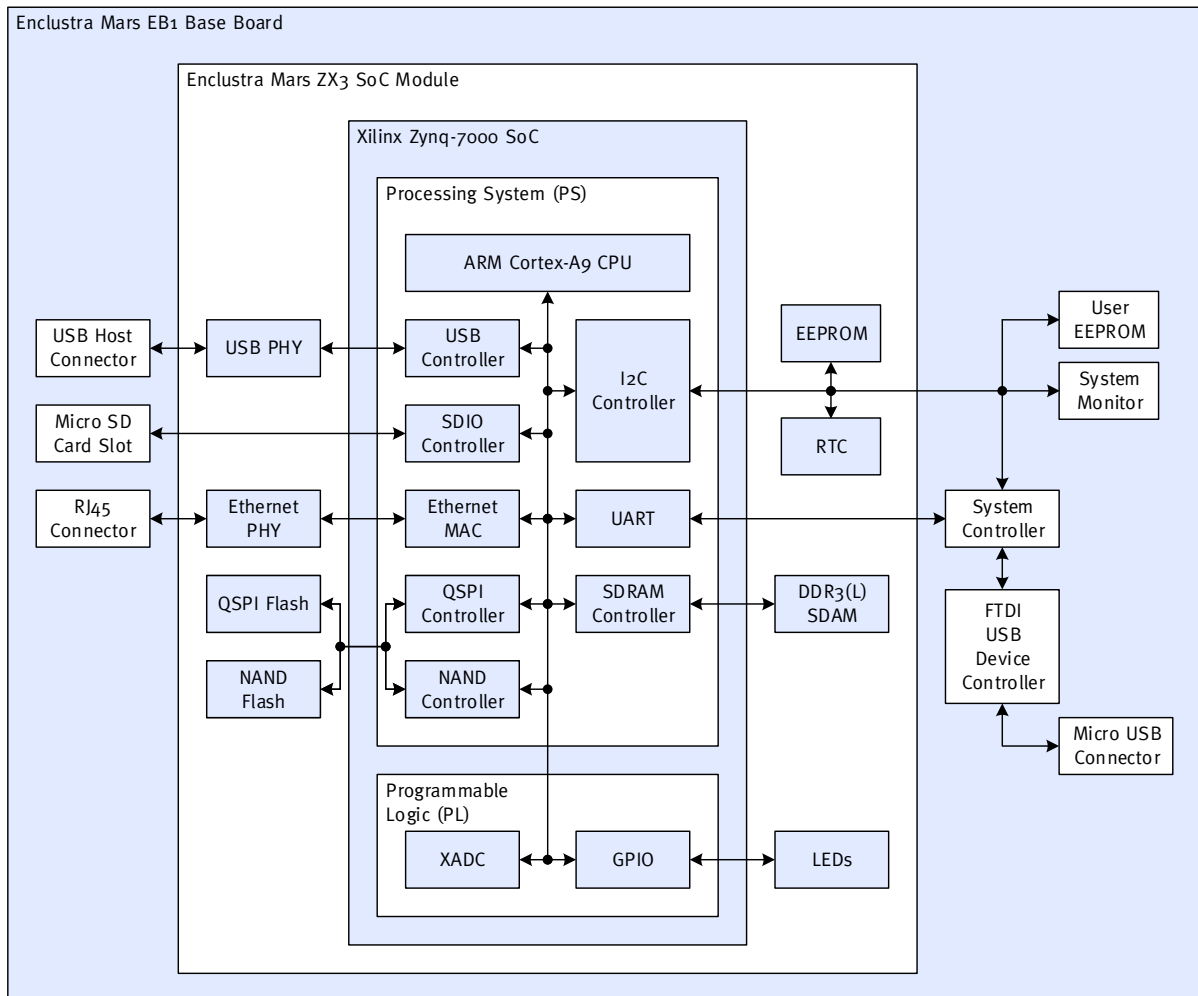 Enclustra Mars EB1 Base Board
Enclustra Mars ZX3 SoC Module
Xilinx Zynq-7000 SoC
Processing System (PS)
ARM Cortex-A9 CPU
USB Host
Connector
USB PHY
USB
Controller
I2C
Controller
EEPROM
User
EEPROM
System
Monitor
Micro SD
Card Slot
SDIO
Controller
RTC
RJ45
Connector
Ethernet
PHY
Ethernet
MAC
UART
System
Controller
QSPI Flash
QSPI
Controller
SDRAM
Controller
DDR3(L)
SDAM
FTDI
USB
Device
Controller
NAND
Flash
NAND
Controller
Micro USB
Connector
Programmable
Logic (PL)
XADC
GPIO
LEDs